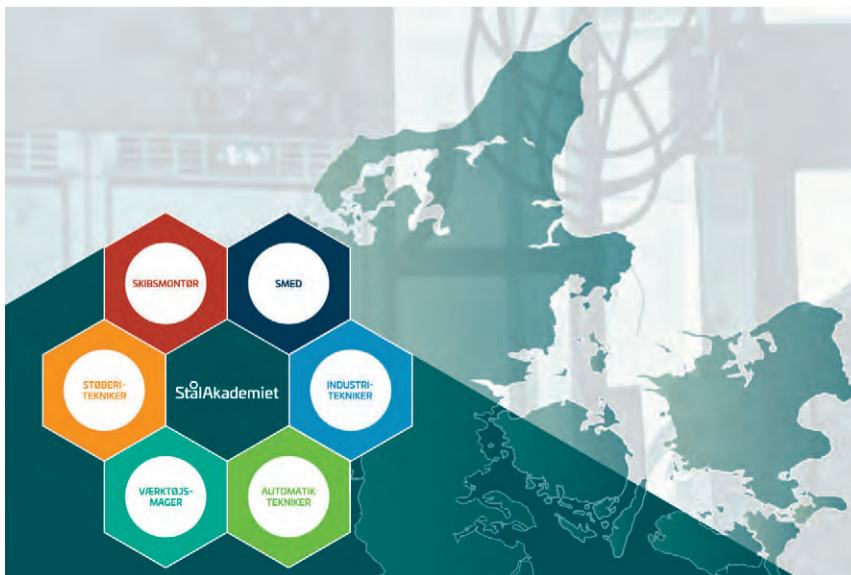 SKIBSMONTØR
SMED
STØBERI-
TEKNIKER
StålAkademiet
INDUSTRI-
TEKNIKER
VÆRKTØJS-
MAGER
AUTOMATIK
TEKNIKER